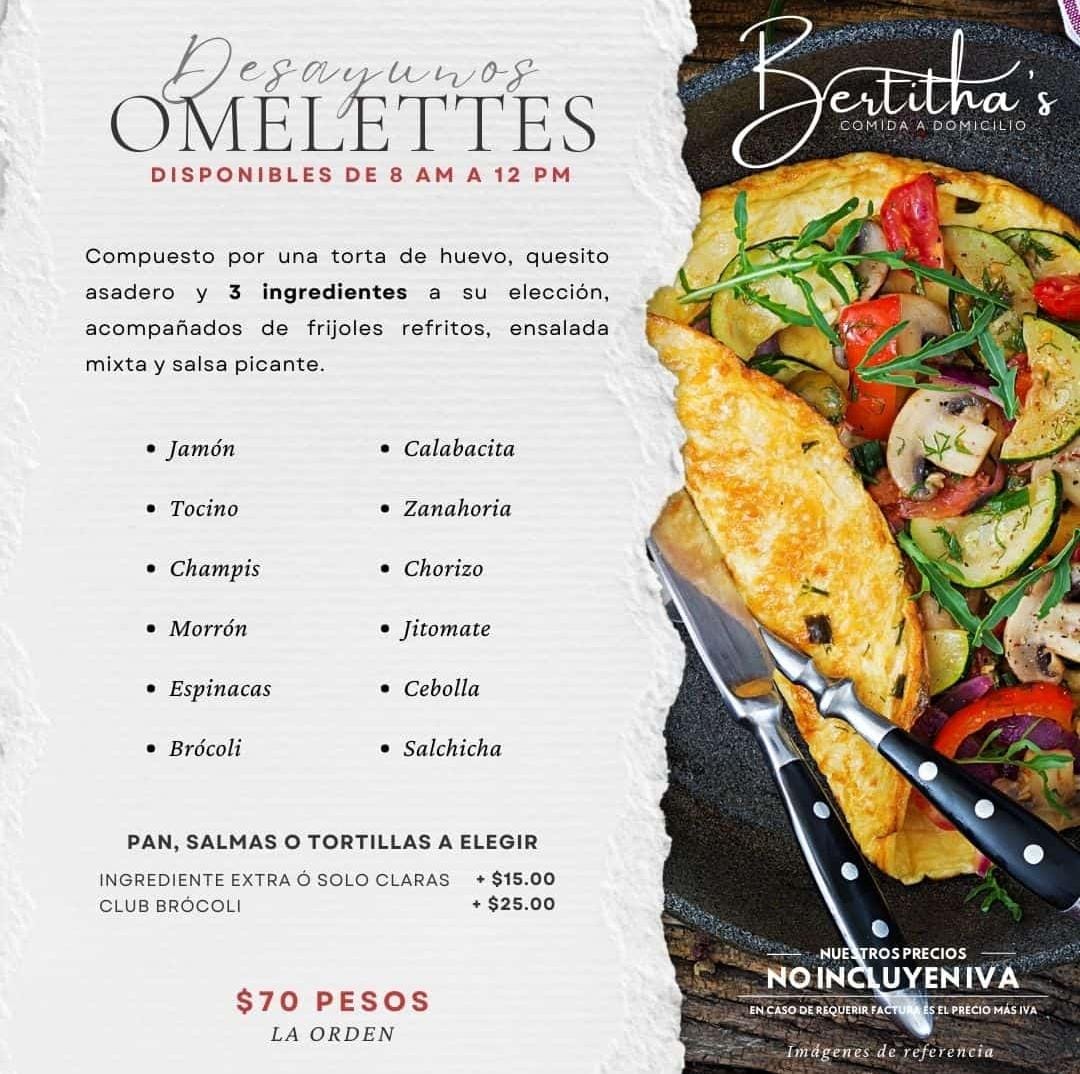 Desayunos
OMELETTES
DISPONIBLES DE 8 AM A 12 PM
Bertitha's
COMIDA A DOMICILIO
Compuesto por una torta de huevo, quesito
asadero y 3 ingredientes a su elección,
acompañados de frijoles refritos, ensalada
mixta y salsa picante.
• Jamón
• Tocino
• Champis
• Morrón
• Espinacas
• Brócoli
• Calabacita
• Zanahoria
• Chorizo
• Jitomate
• Cebolla
• Salchicha
PAN, SALMAS O TORTILLAS A ELEGIR
INGREDIENTE EXTRA Ó SOLO CLARAS + $15.00
CLUB BRÓCOLI + $25.00
$70 PESOS
LA ORDEN
NUESTROS PRECIOS
NO INCLUYEN IVA
EN CASO DE REQUERIR FACTURA ES EL PRECIO MÁS IVA
Imágenes de referencia